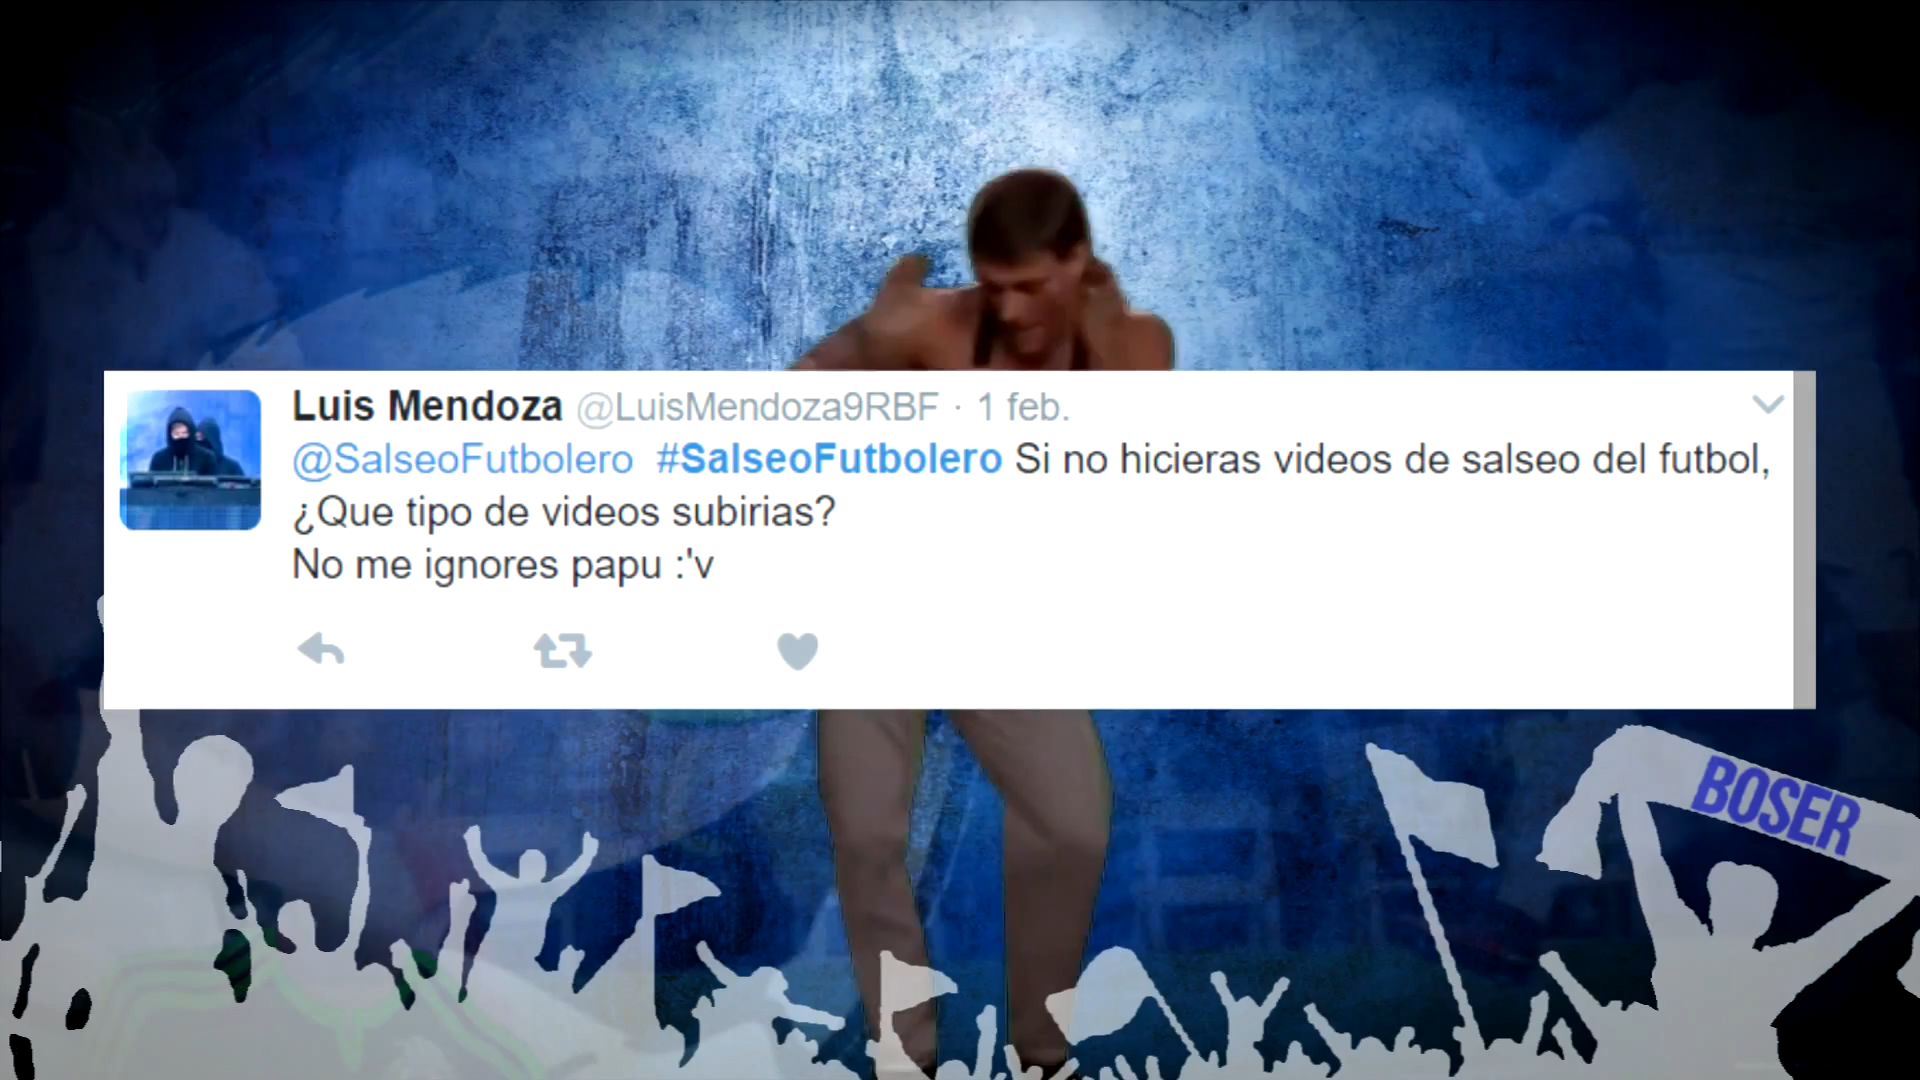 Luis Mendoza @LuisMendoza9RBF · 1 feb.
@SalseoFutbolero #SalseoFutbolero Si no hicieras videos de salseo del futbol,
¿Que tipo de videos subirias?
No me ignores papu :'v
BOSER